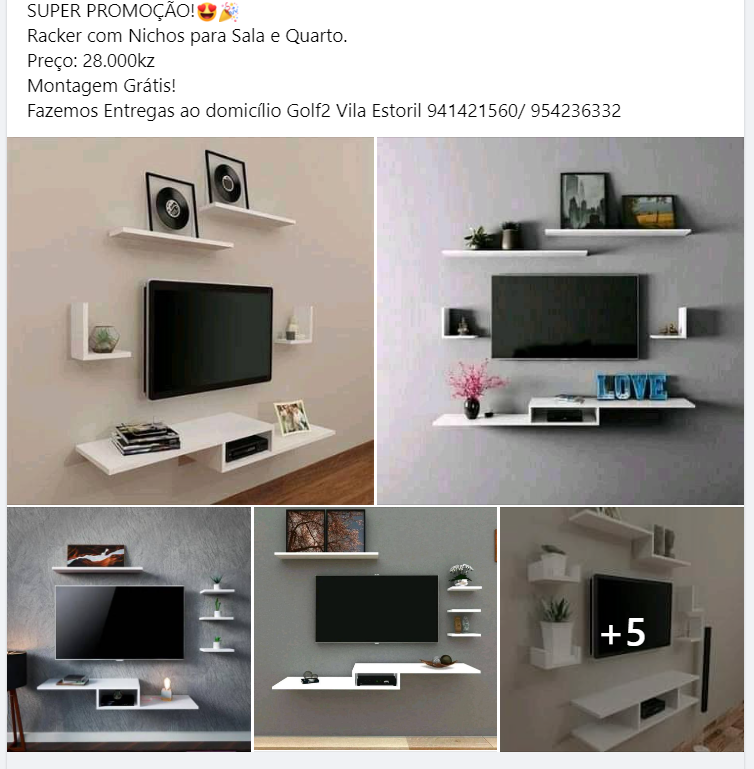 SUPER PROMOÇÃO!😍🎉
Racker com Nichos para Sala e Quarto.
Preço: 28.000kz
Montagem Grátis!
Fazemos Entregas ao domicílio Golf2 Vila Estoril 941421560/ 954236332
LOVE
+5